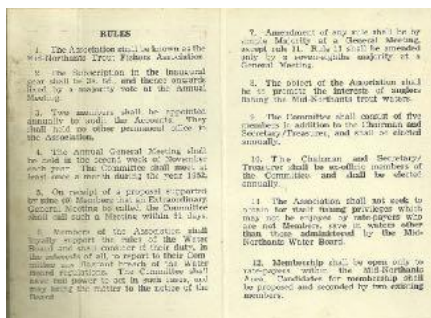 RULES
1. The Association shall be known as the
Mid-Northants Trout Fishers Association.
2. The Subscription in the inaugural
year shall be 2s. 6d., and thence onwards
fixed by a majority vote at the Annual
Meeting.
3. Two members shall be appointed
annually to audit the Accounts. They
shall hold no other permanent office in
the Association.
4. The Annual General Meeting shall
be held in the second week of November
each year. The Committee shall meet at
least once a month during the year 1952.
5. On receipt of a proposal supported
by nine Members that an Extraordinary
General Meeting be called, the Committee
shall call such a Meeting within 21 days.
6. Members of the Association shall
loyally support the rules of the Water
Board and shall consider it their duty, in
the interests of all, to report to their Com-
mittee any flagrant breach of the Water
Board regulations. The Committee shall
have full power to act in such cases, and
may bring the matter to the notice of the
Board.
7. Amendment of any rule shall be by
simple Majority at a General Meeting,
except rule 11. Rule 11 shall be amended
only by a majority at a
General Meeting.
8. The object of the Association shall
be to promote the interests of anglers
fishing the Mid-Northants trout waters.
9. The Committee shall consist of five
members in addition to the Chairman and
Secretary/Treasurer, and shall be elected
annually.
10. The Chairman and Secretary/
Treasurer shall be ex-officio members of
the Committee and shall be elected
annually.
11. The Association shall not seek to
obtain for itself fishing privileges which
may not be enjoyed by rate-payers who
are not Members, save in waters other
than those administered by the Mid-
Northants Water Board.
12. Membership shall be open only to
rate-payers within the Mid-Northants
Area. Candidates for membership shall
be proposed and seconded by two existing
members.